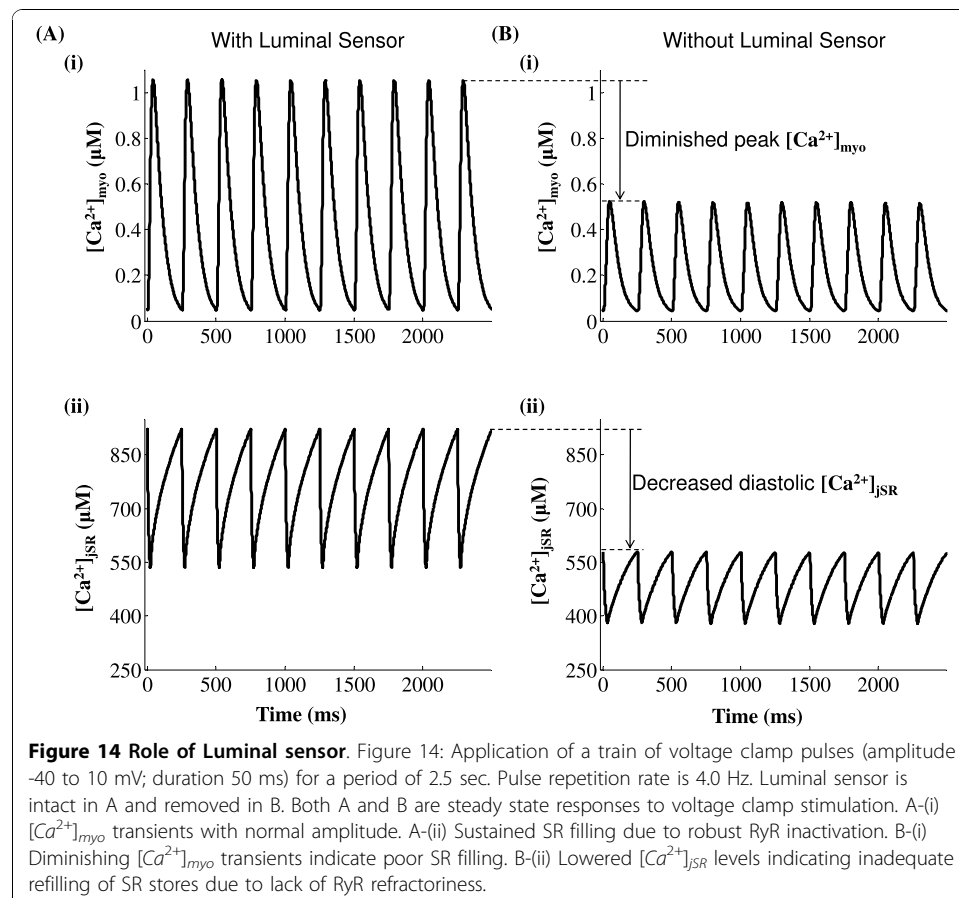 (A)
With Luminal Sensor
(B)
Without Luminal Sensor
(i)
(i)
1
0.8
0.6
0.4
0.2
0
[Ca²⁺]myo (µM)
0 500 1000 1500 2000
1
0.8
0.6
0.4
0.2
0
[Ca²⁺]myo (µM)
Diminished peak [Ca²⁺]myo
0 500 1000 1500 2000
(ii)
(ii)
850
700
550
400
250
[Ca²⁺]jSR (µM)
0 500 1000 1500 2000
Time (ms)
850
700
550
400
250
[Ca²⁺]jSR (µM)
Decreased diastolic [Ca²⁺]jSR
0 500 1000 1500 2000
Time (ms)
Figure 14 Role of Luminal sensor. Figure 14: Application of a train of voltage clamp pulses (amplitude
-40 to 10 mV; duration 50 ms) for a period of 2.5 sec. Pulse repetition rate is 4.0 Hz. Luminal sensor is
intact in A and removed in B. Both A and B are steady state responses to voltage clamp stimulation. A-(i)
[Ca²⁺]myo transients with normal amplitude. A-(ii) Sustained SR filling due to robust RyR inactivation. B-(i)
Diminishing [Ca²⁺]myo transients indicate poor SR filling. B-(ii) Lowered [Ca²⁺]jSR levels indicating inadequate
refilling of SR stores due to lack of RyR refractoriness.